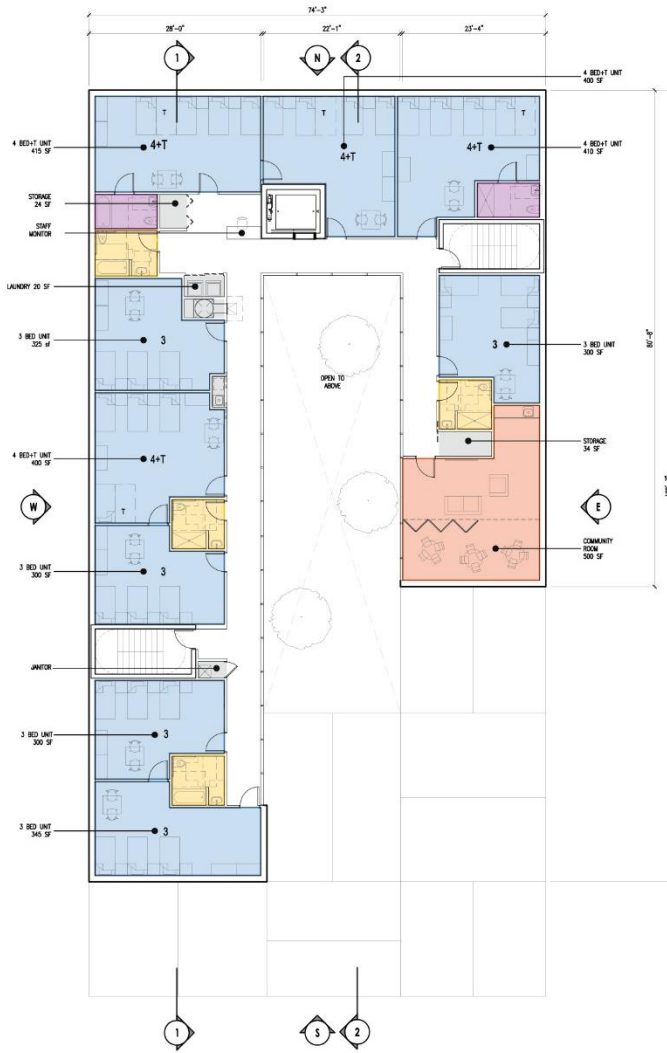 74'-3"
28'-0"
22'-1"
23'-4"
1
N
2
4 BED+T UNIT
400 SF
T
T
T
4+T
4+T
4+T
4 BED+T UNIT
415 SF
4 BED+T UNIT
410 SF
STORAGE
24 SF
STAFF
MONITOR
LAUNDRY 20 SF
3 BED UNIT
325 sf
3
3
3 BED UNIT
300 SF
80'-8"
OPEN TO
ABOVE
4 BED+T UNIT
400 SF
4+T
T
STORAGE
34 SF
W
E
COMMUNITY
ROOM
500 SF
3 BED UNIT
300 SF
3
JANITOR
3 BED UNIT
300 SF
3
3 BED UNIT
345 SF
3
1
S
2